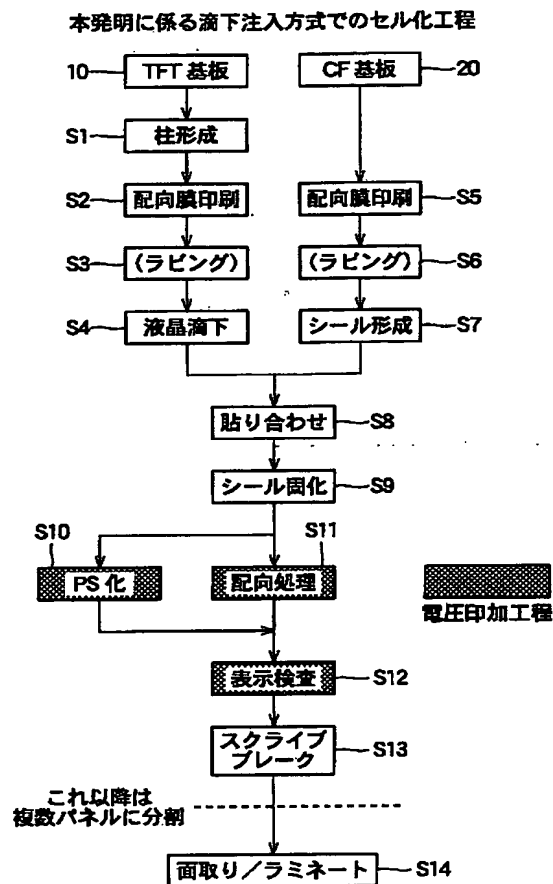 本発明に係る滴下注入方式でのセル化工程
10 TFT 基板
CF 基板 20
S1 柱形成
S2 配向膜印刷
配向膜印刷 S5
S3 (ラビング)
(ラビング) S6
S4 液晶滴下
シール形成 S7
貼り合わせ S8
シール固化 S9
S10
S11
PS 化
配向処理
電圧印加工程
表示検査 S12
スクライブ
ブレーク
S13
これ以降は
複数パネルに分割
面取り/ラミネート S14